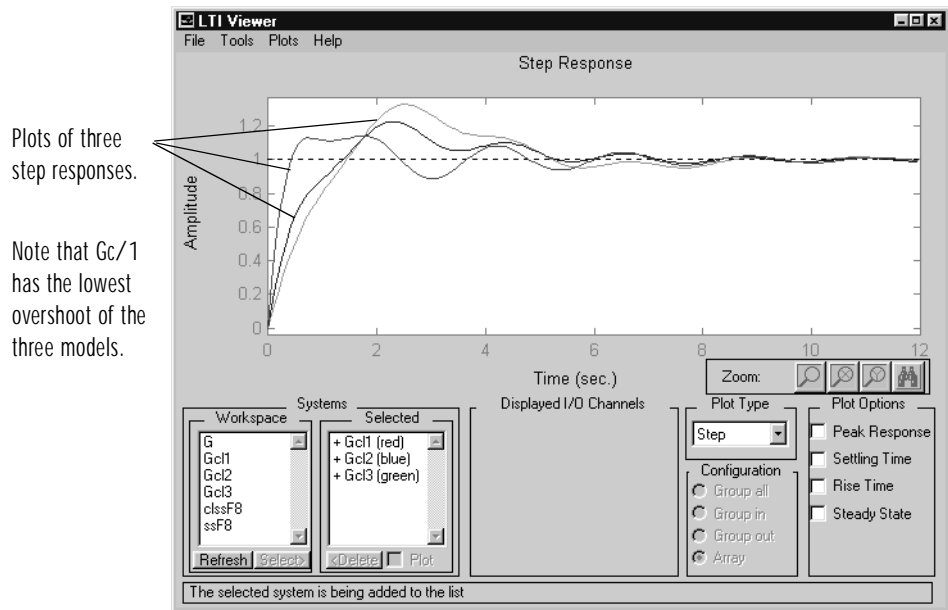 LTI Viewer
File Tools Plots Help
Step Response
Plots of three
step responses.
Note that Gc/1
has the lowest
overshoot of the
three models.
Amplitude
1.2
1
0.8
0.6
0.4
0.2
0
0 2 4 6 8 10 12
Time (sec.)
Zoom:
Systems
Workspace
G
Gcl1
Gcl2
Gcl3
clssF8
ssF8
Refresh Select>
Selected
+ Gcl1 (red)
+ Gcl2 (blue)
+ Gcl3 (green)
<Delete Plot
Displayed I/O Channels
Plot Type
Step
Configuration
Group all
Group in
Group out
Array
Plot Options
Peak Response
Settling Time
Rise Time
Steady State
The selected system is being added to the list